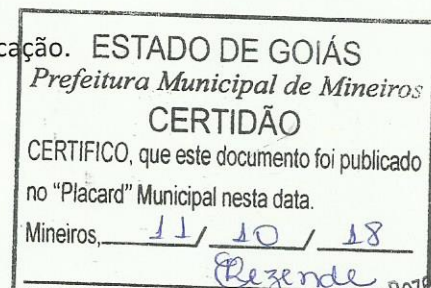 cação.
ESTADO DE GOIÁS
Prefeitura Municipal de Mineiros
CERTIDÃO
CERTIFICO, que este documento foi publicado
no "Placard" Municipal nesta data.
Mineiros, 11/ 10 / 18
Rezende